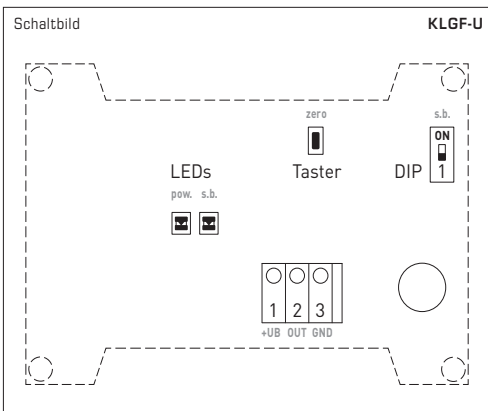 Schaltbild KLGF-U
zero s.b.
ON
LEDs Taster DIP 1
pow. s.b.
1 2 3
+UB OUT GND